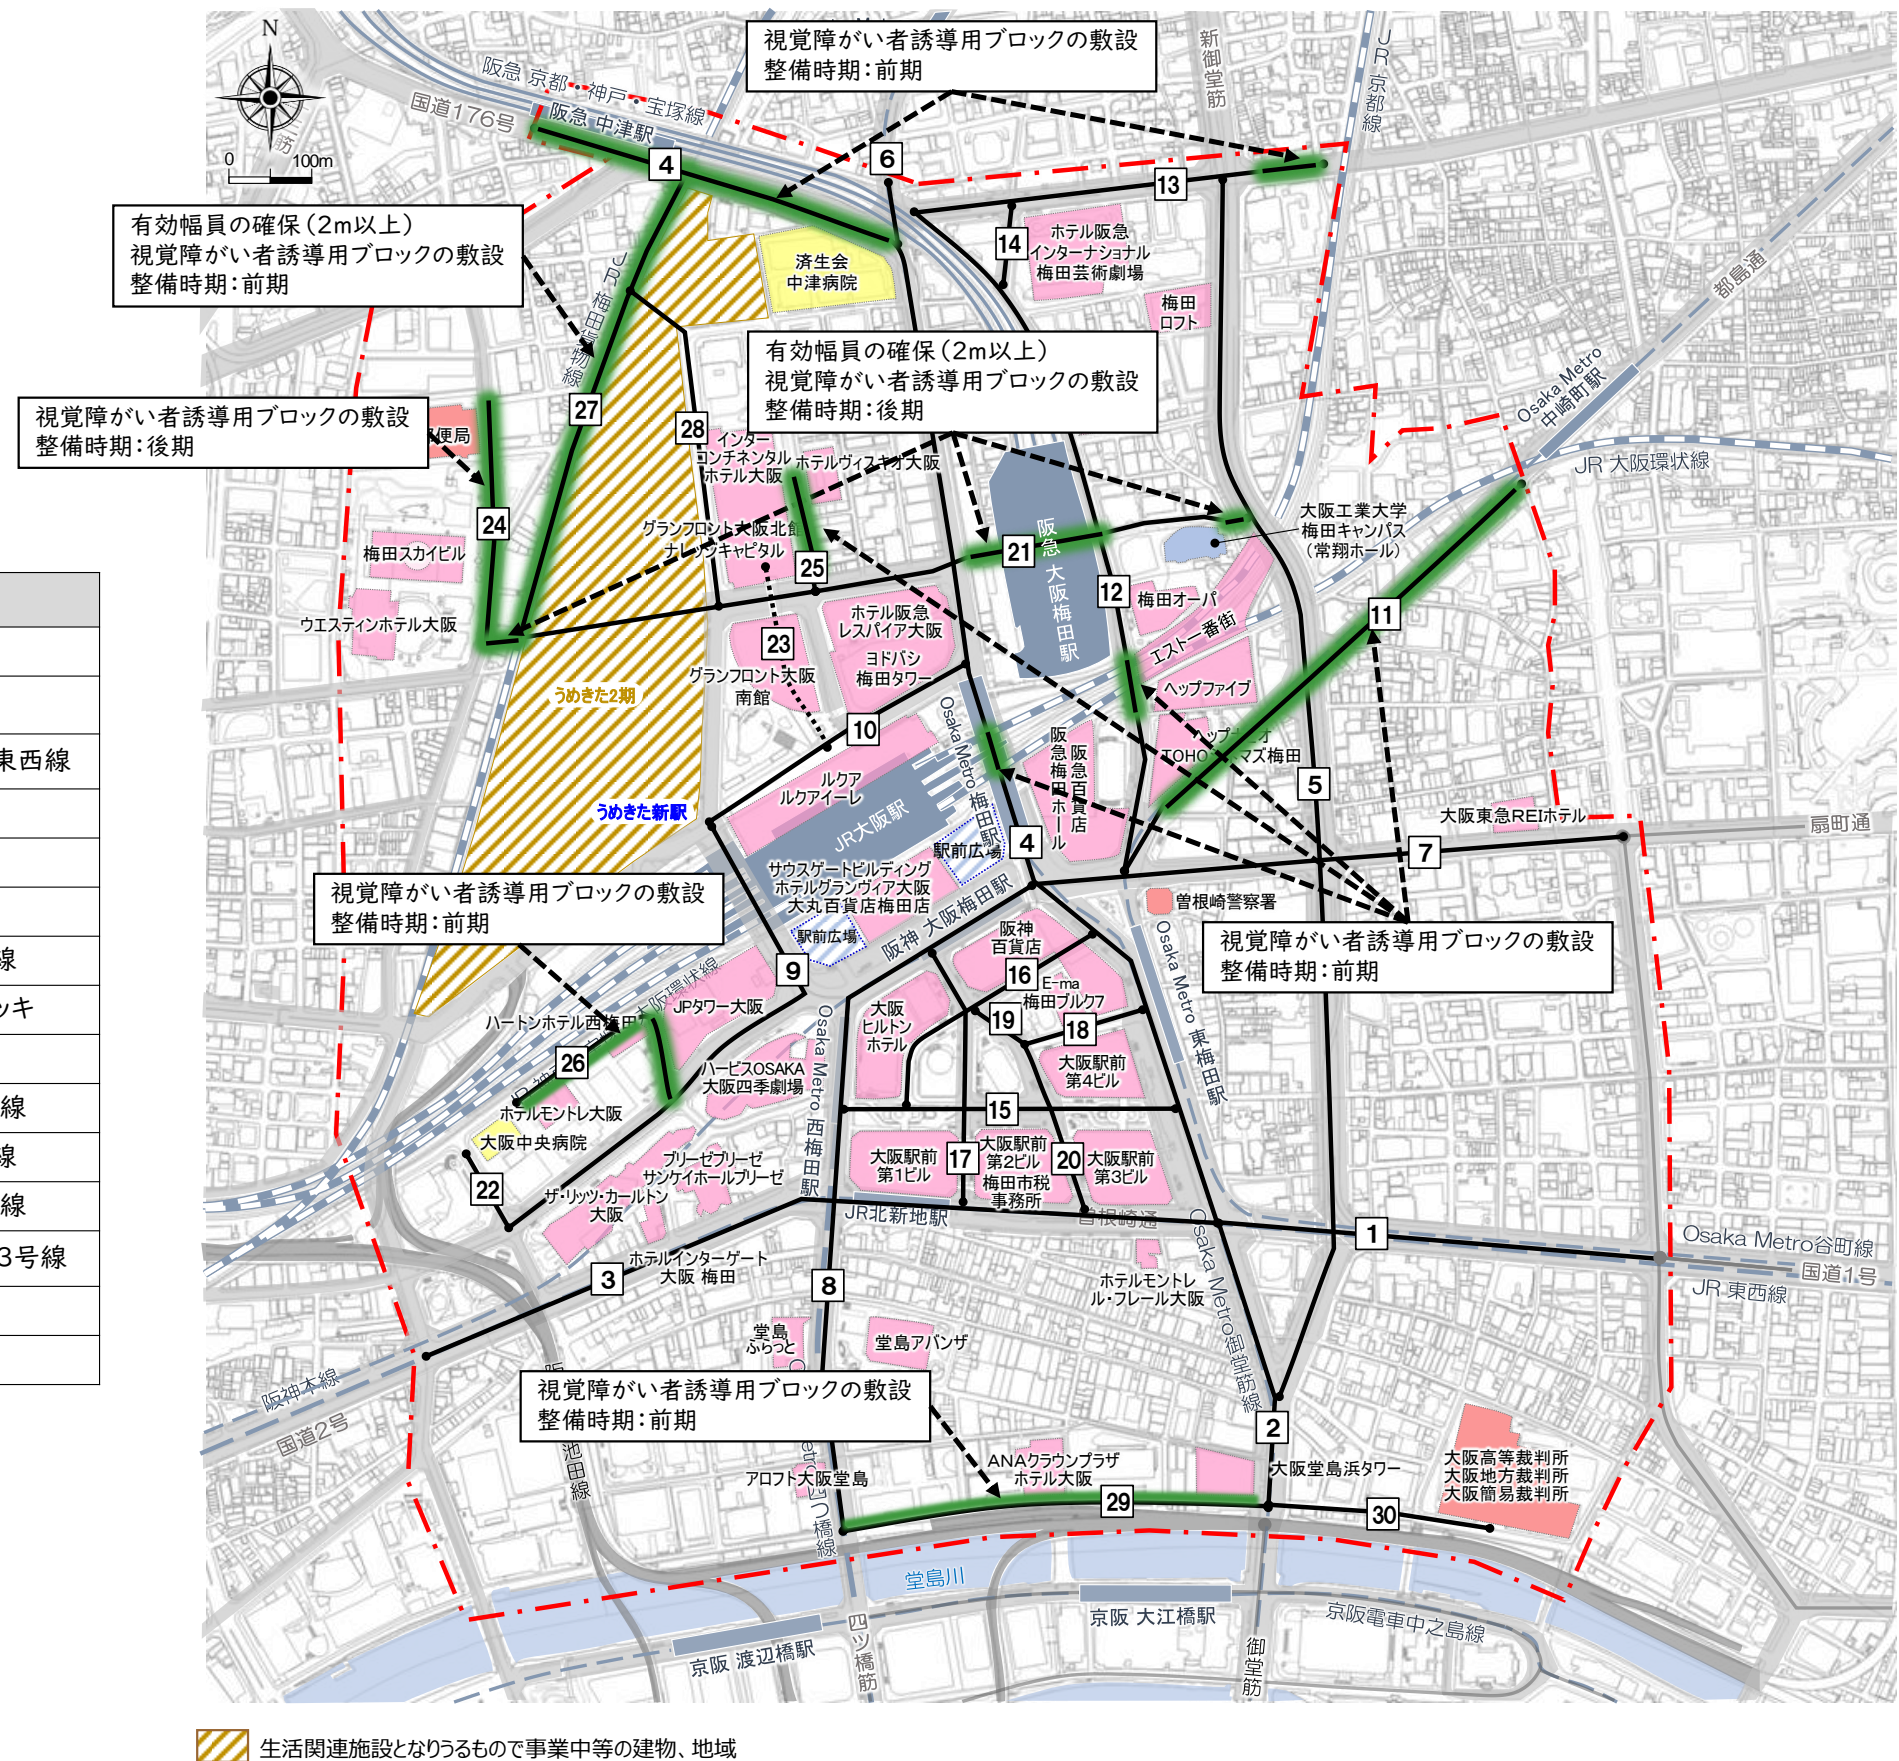 N
0
100m
筋
阪急 京都・神戸・宝塚線
国道176号
阪急 中津駅
視覚障がい者誘導用ブロックの敷設
整備時期：前期
新御堂筋
JR 京都線
4
6
13
14
有効幅員の確保（2m以上）
視覚障がい者誘導用ブロックの敷設
整備時期：前期
済生会
中津病院
ホテル阪急
インターナショナル
梅田芸術劇場
梅田
ロフト
都島通
有効幅員の確保（2m以上）
視覚障がい者誘導用ブロックの敷設
整備時期：後期
Osaka Metro
中崎町駅
視覚障がい者誘導用ブロックの敷設
整備時期：後期
便局
27
28
インター
コンチネンタル
ホテル大阪
ホテルヴィスキオ大阪
JR 大阪環状線
24
梅田スカイビル
グランフロント大阪北館
ナレッジキャピタル
25
21
阪急 大阪梅田駅
大阪工業大学
梅田キャンパス
（常翔ホール）
12
梅田オーパ
エスト一番街
11
ウエスティンホテル大阪
ホテル阪急
レスパイア大阪
23
ヨドバシ
梅田タワー
グランフロント大阪
南館
うめきた2期
ヘップファイブ
10
Osaka Metro 梅田駅
阪急梅田ホール
阪急百貨店
マズ梅田
東西線
ルクア
ルクアイーレ
うめきた新駅
JR大阪駅
5
大阪東急REIホテル
扇町通
駅前広場
4
7
サウスゲートビルディング
ホテルグランヴィア大阪
大丸百貨店梅田店
視覚障がい者誘導用ブロックの敷設
整備時期：前期
阪神 大阪梅田駅
曽根崎警察署
駅前広場
阪神
百貨店
視覚障がい者誘導用ブロックの敷設
整備時期：前期
線
9
16
E-ma
梅田ブルク7
ッキ
JPタワー大阪
大阪
ヒルトン
ホテル
19
18
Osaka Metro 東梅田駅
26
ハービスOSAKA
大阪四季劇場
Osaka Metro 西梅田駅
大阪駅前
第4ビル
線
ホテルモントレ大阪
15
大阪中央病院
線
ブリーゼブリーゼ
サンケイホールブリーゼ
大阪駅前
第1ビル
17
大阪駅前
第2ビル
梅田市税
事務所
20
大阪駅前
第3ビル
22
線
ザ・リッツ・カールトン
大阪
JR北新地駅
曽根崎通
1
Osaka Metro谷町線
国道1号
JR 東西線
3号線
3
ホテルインターゲート
大阪 梅田
8
ホテルモントレ
ル・フレール大阪
Osaka Metro御堂筋線
堂島
ふらっと
堂島アバンザ
阪神本線
国道2号
池田線
視覚障がい者誘導用ブロックの敷設
整備時期：前期
2
アロフト大阪堂島
四つ橋線
ANAクラウンプラザ
ホテル大阪
大阪堂島浜タワー
大阪高等裁判所
大阪地方裁判所
大阪簡易裁判所
29
30
堂島川
京阪 大江橋駅
京阪電車中之島線
京阪 渡辺橋駅
四ツ橋筋
御堂筋
生活関連施設となりうるもので事業中等の建物、地域